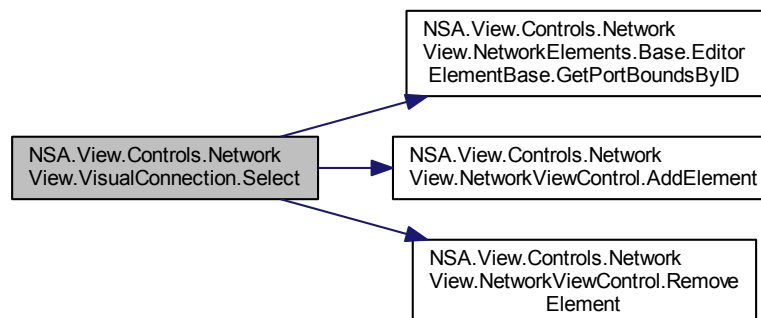 NSA.View.Controls.Network
View.NetworkElements.Base.Editor
ElementBase.GetPortBoundsByID
NSA.View.Controls.Network
View.VisualConnection.Select
NSA.View.Controls.Network
View.NetworkViewControl.AddElement
NSA.View.Controls.Network
View.NetworkViewControl.Remove
Element